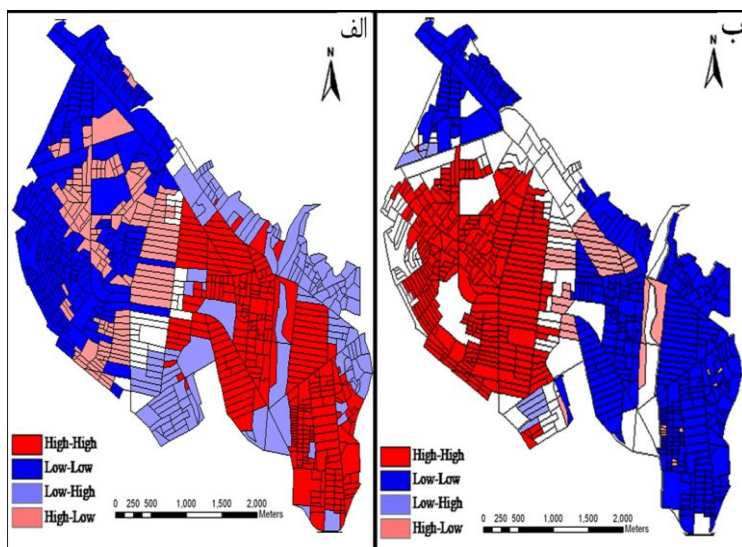 الف
N
High-High
Low-Low
Low-High
High-Low
0 250 500 1,000 1,500 2,000
Meters
ب
N
High-High
Low-Low
Low-High
High-Low
0 250 500 1,000 1,500 2,000
Meters